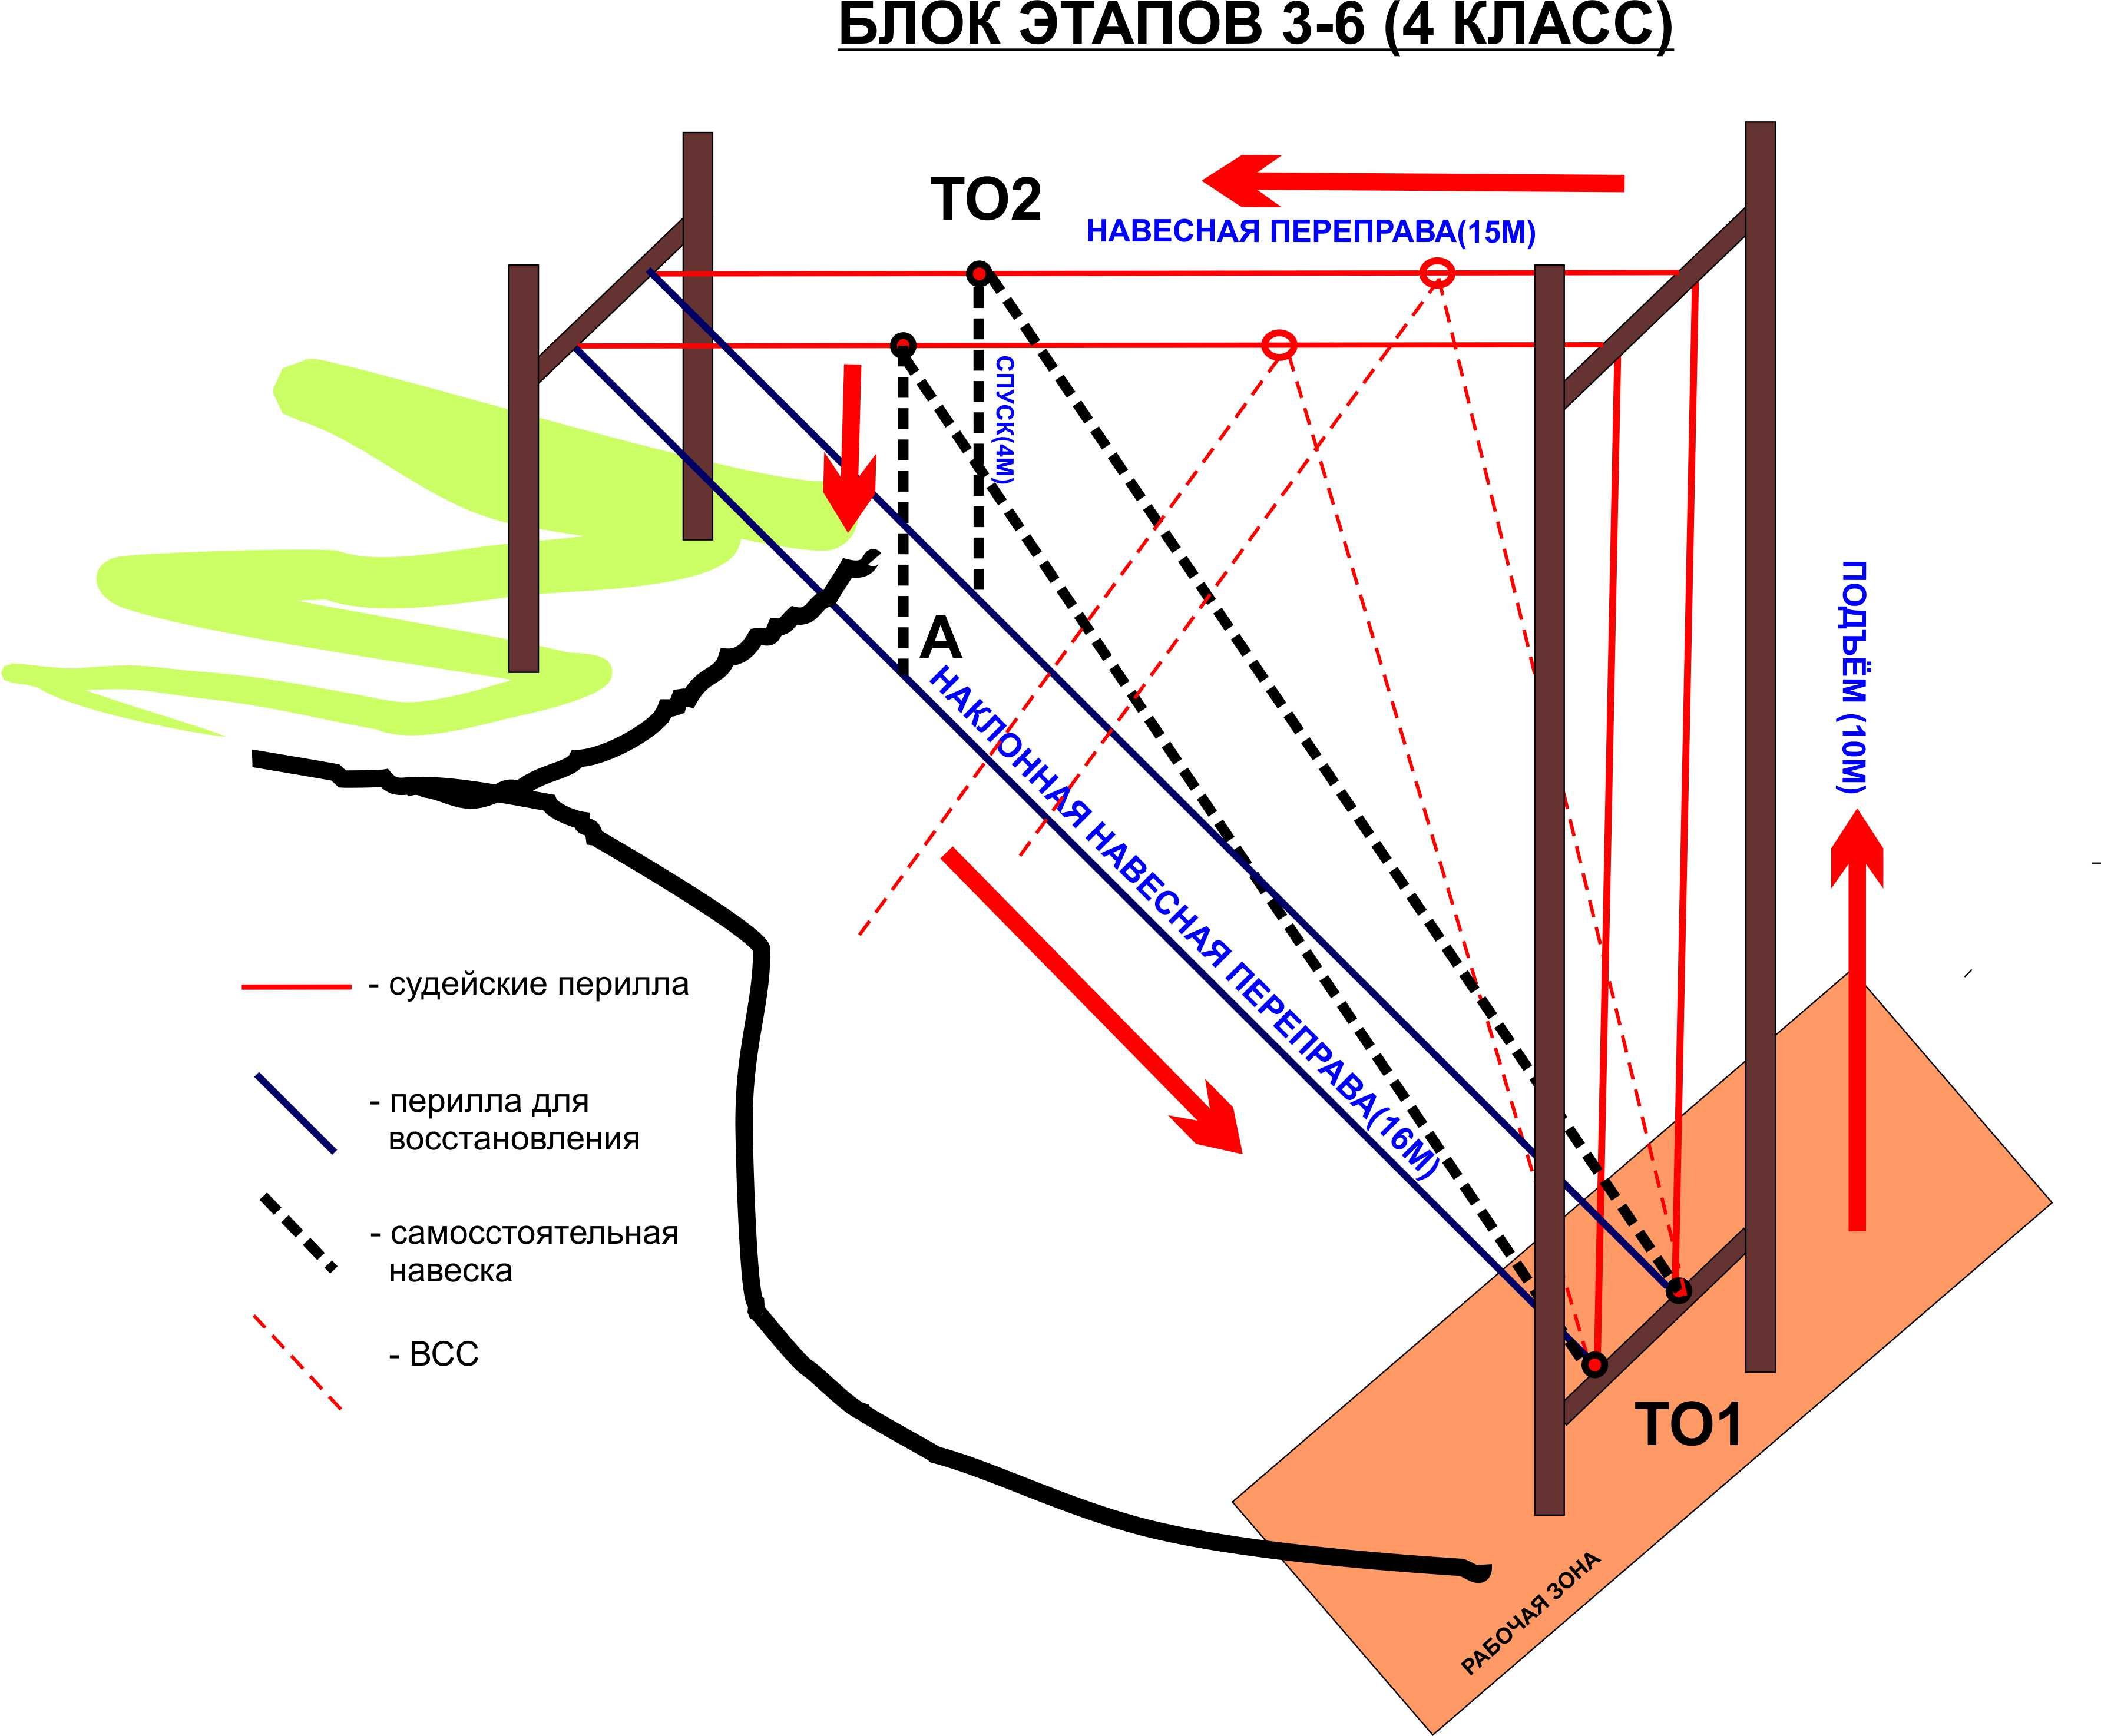 БЛОК ЭТАПОВ 3-6 (4 КЛАСС)
ТО2
НАВЕСНАЯ ПЕРЕПРАВА(15М)
СПУСК(4М)
ПОДЪЁМ (10М)
А
НАКЛОННАЯ НАВЕСНАЯ ПЕРЕПРАВА(16М)
- судейские перилла
- перилла для
восстановления
- самосстоятельная
навеска
- ВСС
ТО1
РАБОЧАЯ ЗОНА